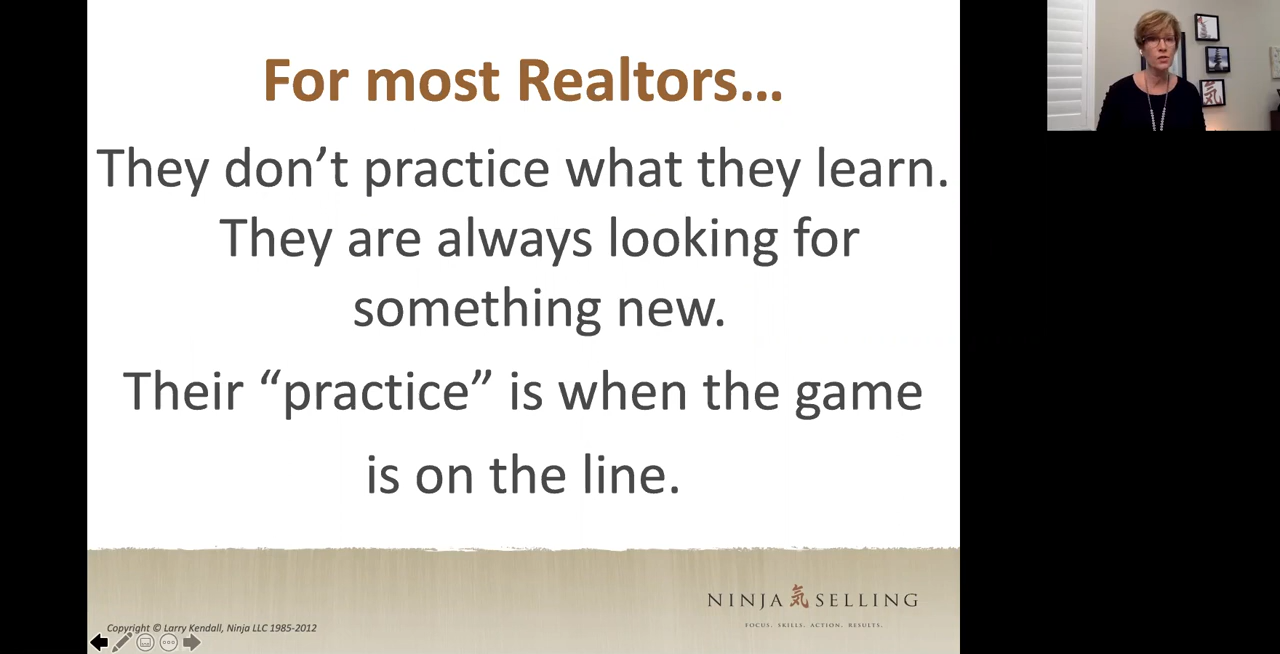 For most Realtors…
They don’t practice what they learn.
They are always looking for
something new.
Their “practice” is when the game
is on the line.
NINJA 気 SELLING
FOCUS. SKILLS. ACTION. RESULTS.
Copyright © Larry Kendall, Ninja LLC 1985-2012
気